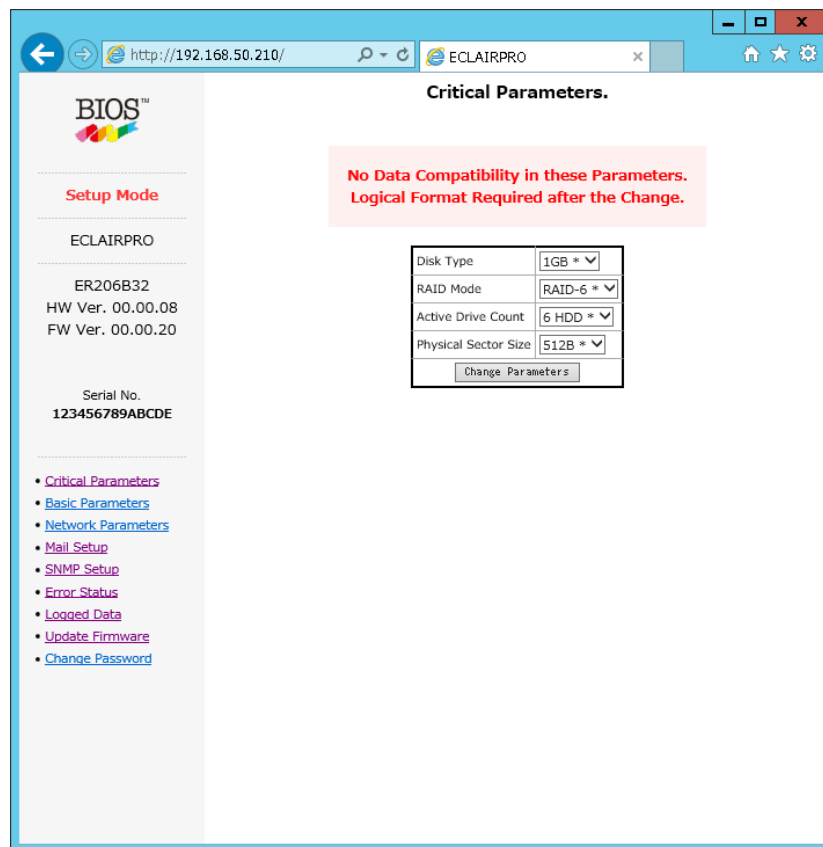 http://192.168.50.210/
ECLAIRPRO
BIOS™
Setup Mode
ECLAIRPRO
ER206B32
HW Ver. 00.00.08
FW Ver. 00.00.20
Serial No.
123456789ABCDE
• Critical Parameters
• Basic Parameters
• Network Parameters
• Mail Setup
• SNMP Setup
• Error Status
• Logged Data
• Update Firmware
• Change Password
Critical Parameters.
No Data Compatibility in these Parameters.
Logical Format Required after the Change.
Disk Type 1GB *
RAID Mode RAID-6 *
Active Drive Count 6 HDD *
Physical Sector Size 512B *
Change Parameters